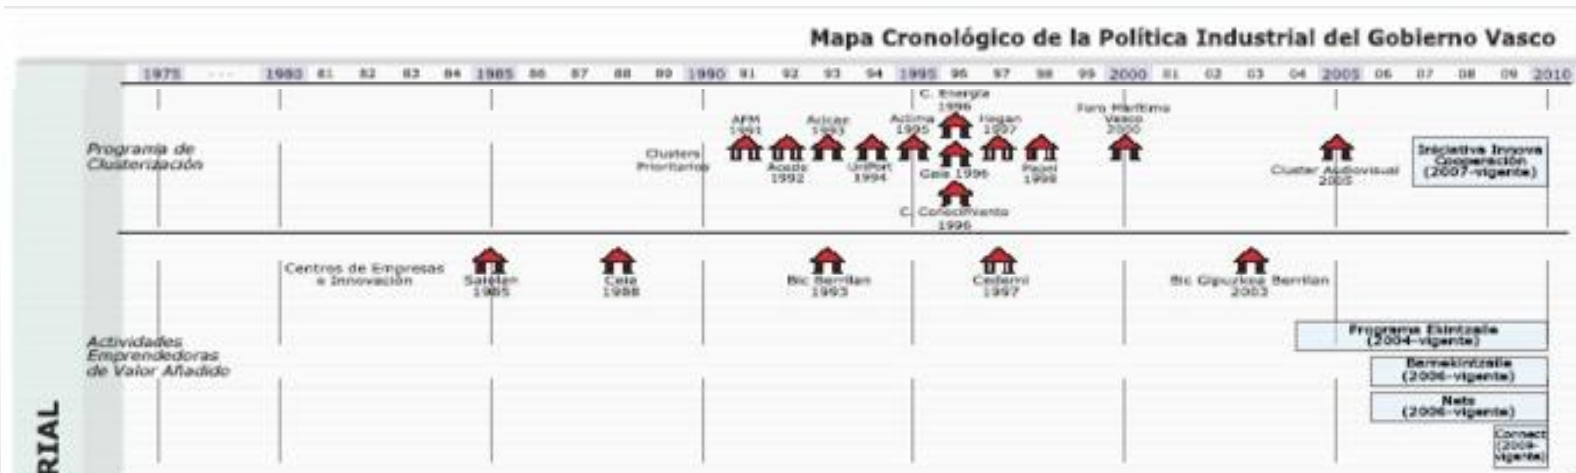 Mapa Cronológico de la Política Industrial del Gobierno Vasco
1975 ... 1980 81 82 83 84 1985 86 87 88 89 1990 91 92 93 94 1995 96 97 98 99 2000 01 02 03 04 2005 06 07 08 09 2010
Programa de
Clusterización
Clusters
Prioritarios
AFM
1991
Acede
1992
Acicae
1993
UniPort
1994
Aclima
1995
C. Energía
1996
Gaia 1996
C. Conocimiento
1996
Hegan
1997
Papel
1998
Foro Marítimo
Vasco
2000
Cluster Audiovisual
2005
Iniciativa Innova
Cooperación
(2007-vigente)
Actividades
Emprendedoras
de Valor Añadido
Centros de Empresas
e Innovación
Saiolan
1985
Ceia
1988
Bic Berrilan
1993
Cedemi
1997
Bic Gipuzkoa Berrilan
2003
Programa Ekintzaile
(2004-vigente)
Barnekintzaile
(2006-vigente)
Nets
(2006-vigente)
Connect
(2009-
vigente)
RIAL